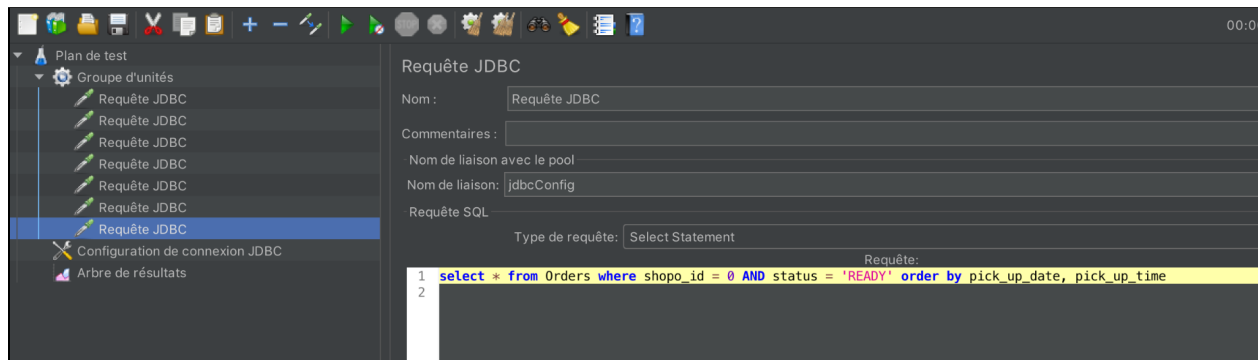 00:0
Plan de test
Groupe d'unités
Requête JDBC
Requête JDBC
Requête JDBC
Requête JDBC
Requête JDBC
Requête JDBC
Requête JDBC
Configuration de connexion JDBC
Arbre de résultats
Requête JDBC
Nom : Requête JDBC
Commentaires :
Nom de liaison avec le pool
Nom de liaison: jdbcConfig
Requête SQL
Type de requête: Select Statement
Requête:
1 select * from Orders where shopo_id = 0 AND status = 'READY' order by pick_up_date, pick_up_time
2